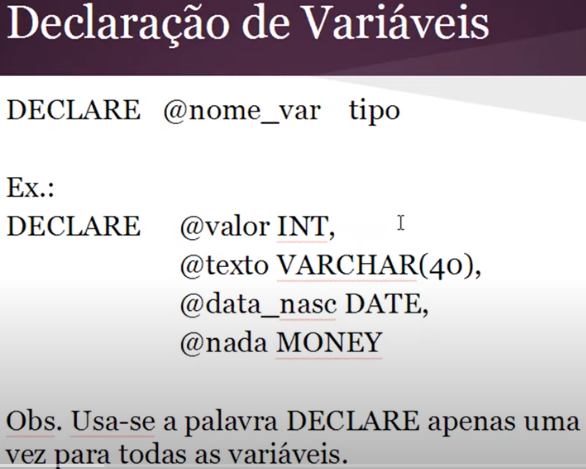 Declaração de Variáveis
DECLARE @nome_var tipo
Ex.:
DECLARE @valor INT,
@texto VARCHAR(40),
@data_nasc DATE,
@nada MONEY
Obs. Usa-se a palavra DECLARE apenas uma
vez para todas as variáveis.